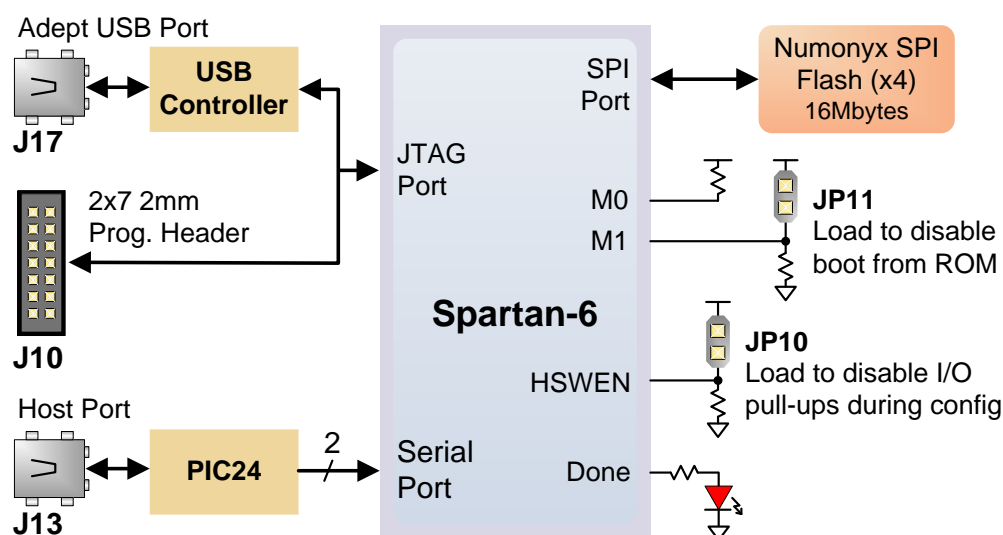 Adept USB Port
USB
Controller
J17
2x7 2mm
Prog. Header
J10
Host Port
PIC24
2
J13
JTAG
Port
Spartan-6
Serial
Port
SPI
Port
M0
M1
HSWEN
Done
Numonyx SPI
Flash (x4)
16Mbytes
JP11
Load to disable
boot from ROM
JP10
Load to disable I/O
pull-ups during config